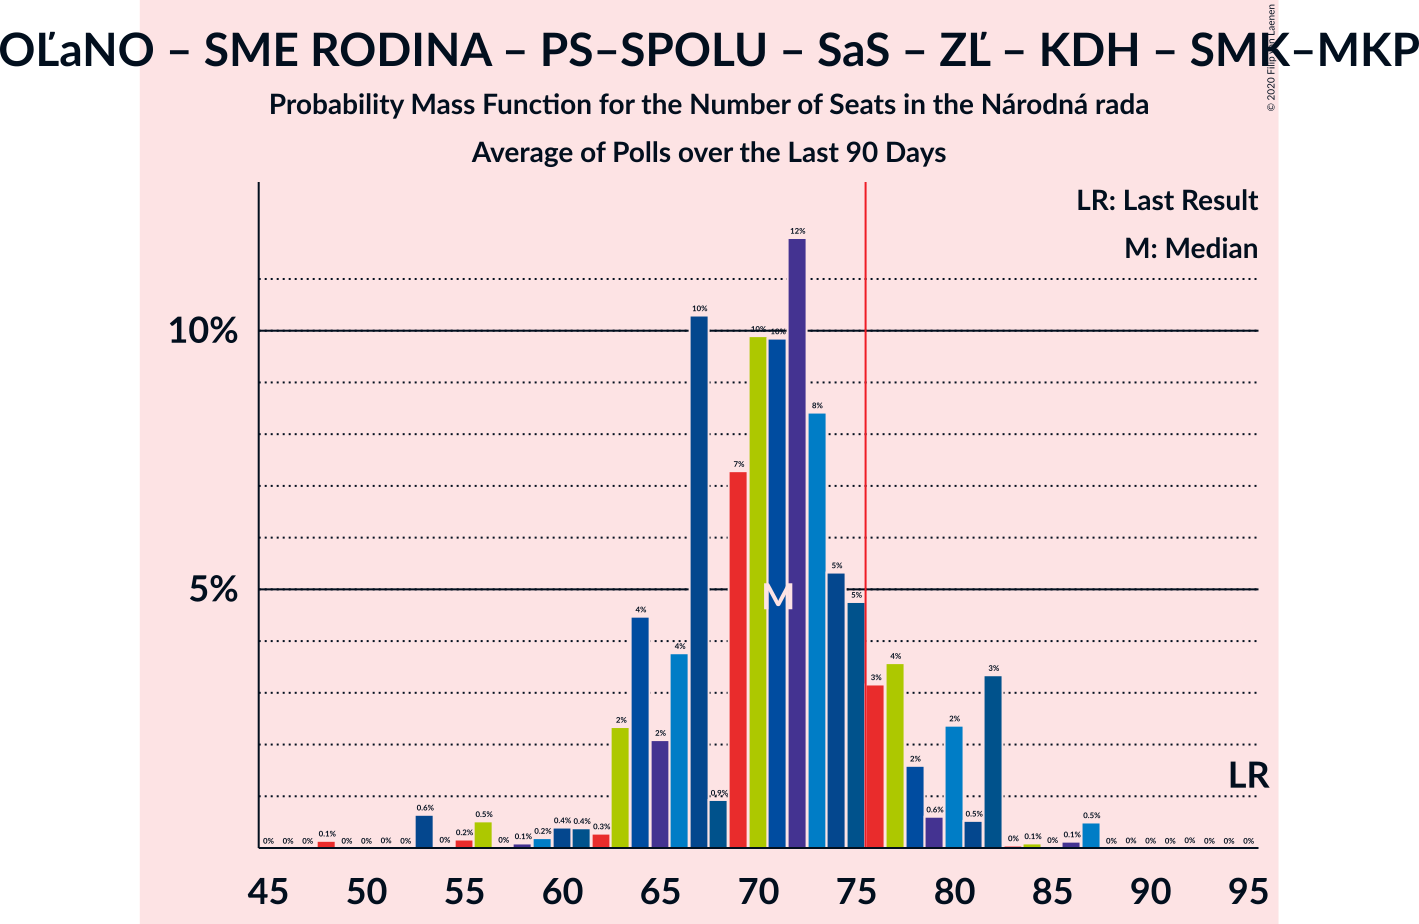 OĽaNO – SME RODINA – PS–SPOLU – SaS – ZĽ – KDH – SMK–MKP
Probability Mass Function for the Number of Seats in the Národná rada
Average of Polls over the Last 90 Days
© 2020 Filip van Laenen
LR: Last Result
M: Median
10%
5%
0% 0% 0% 0.1% 0% 0% 0% 0% 0.6% 0% 0.2% 0.5% 0% 0.1% 0.2% 0.4% 0.4% 0.3% 2% 4% 2% 4% 10% 0.9% 7% 10% 10% 12% 8% 5% 5% 3% 4% 2% 0.6% 2% 0.5% 3% 0% 0.1% 0% 0.1% 0.5% 0% 0% 0% 0% 0% 0% 0% 0%
M
LR
45 50 55 60 65 70 75 80 85 90 95